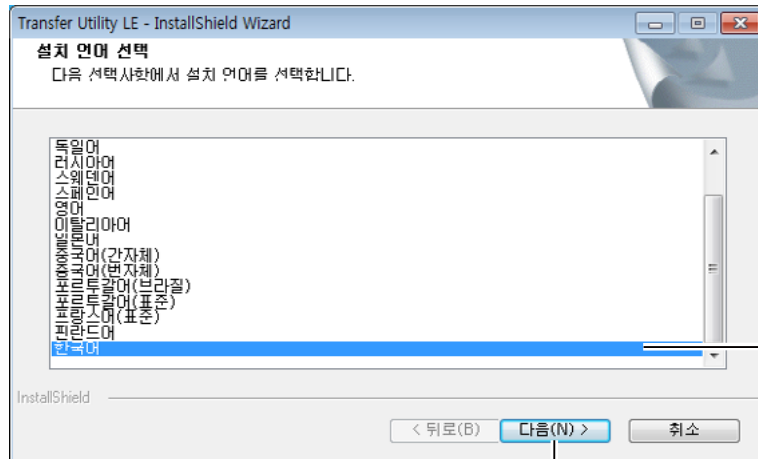 Transfer Utility LE - InstallShield Wizard
설치 언어 선택
다음 선택사항에서 설치 언어를 선택합니다.
독일어
러시아어
스웨덴어
스페인어
영어
이탈리아어
일본어
중국어(간자체)
중국어(번자체)
포르투갈어(브라질)
포르투갈어(표준)
프랑스어(표준)
핀란드어
한국어
InstallShield
< 뒤로(B)
다음(N) >
취소